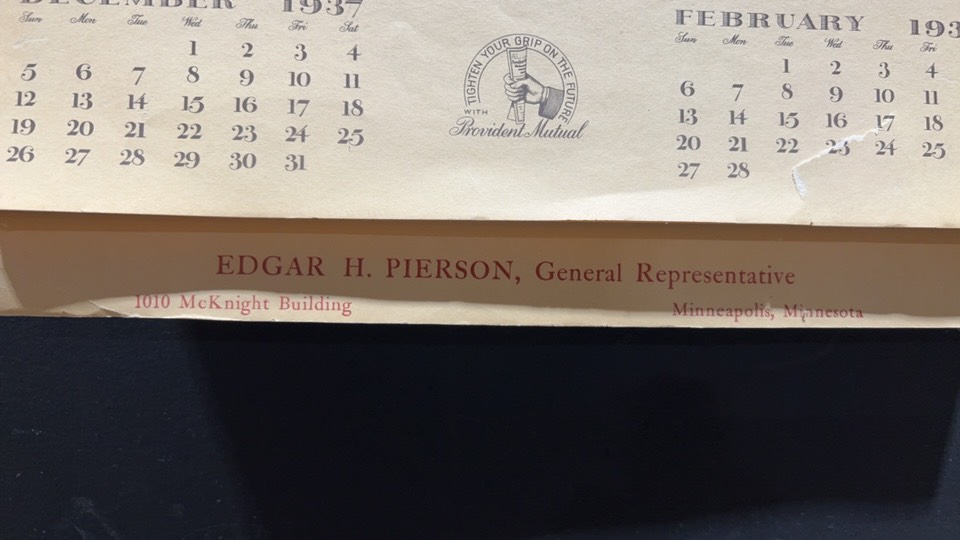 DECEMBER 1937
Sun Mon Tue Wed Thu Fri Sat
1 2 3 4
5 6 7 8 9 10 11
12 13 14 15 16 17 18
19 20 21 22 23 24 25
26 27 28 29 30 31
TIGHTEN YOUR GRIP ON THE FUTURE
WITH
Provident Mutual
FEBRUARY 193
Sun Mon Tue Wed Thu Fri
1 2 3 4
6 7 8 9 10 11
13 14 15 16 17 18
20 21 22 23 24 25
27 28
EDGAR H. PIERSON, General Representative
1010 McKnight Building
Minneapolis, Minnesota